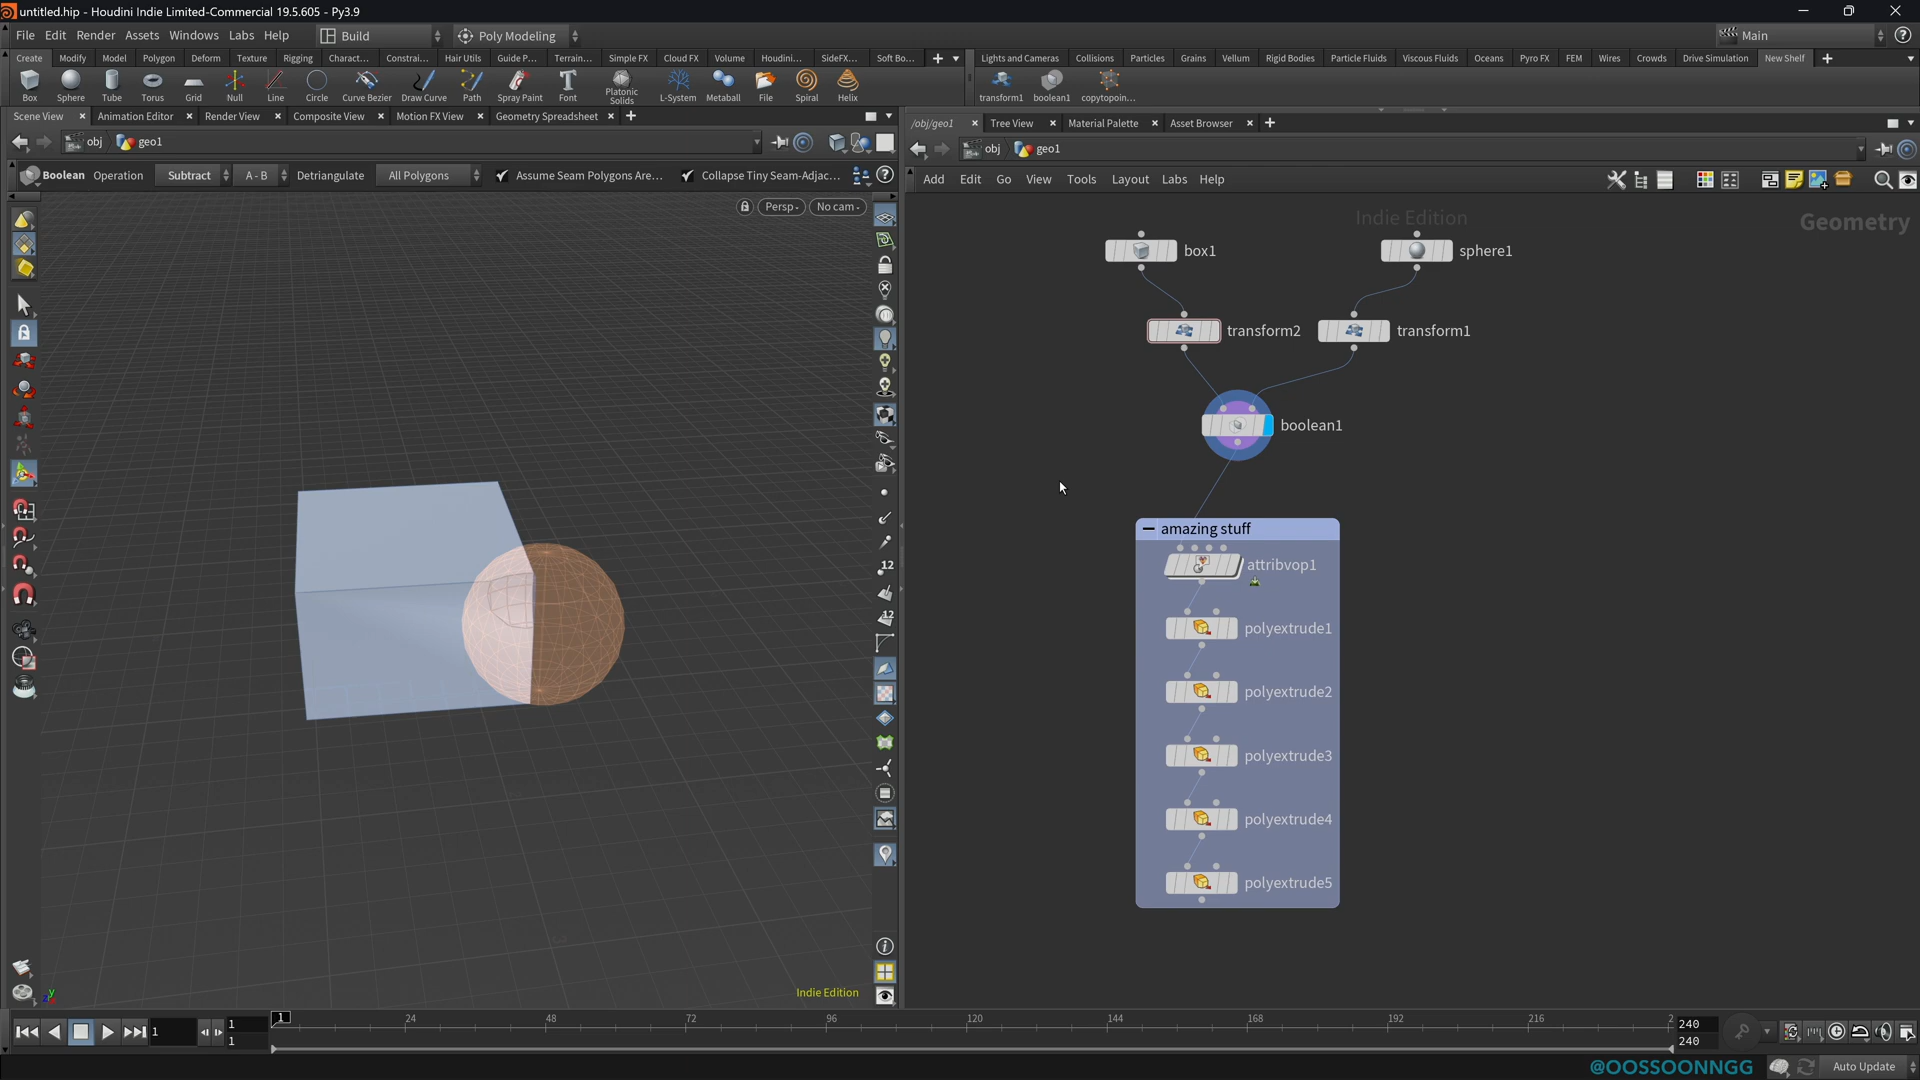 untitled.hip - Houdini Indie Limited-Commercial 19.5.605 - Py3.9
File Edit Render Assets Windows Labs Help Build Poly Modeling Main
Create Modify Model Polygon Deform Texture Rigging Charact... Constrai... Hair Utils Guide P... Terrain... Simple FX Cloud FX Volume Houdini... SideFX... Soft Bo...
Lights and Cameras Collisions Particles Grains Vellum Rigid Bodies Particle Fluids Viscous Fluids Oceans Pyro FX FEM Wires Crowds Drive Simulation New Shelf
Box Sphere Tube Torus Grid Null Line Circle Curve Bezier Draw Curve Path Spray Paint Font Platonic Solids L-System Metaball File Spiral Helix
transform1 boolean1 copytopoin...
Scene View Animation Editor Render View Composite View Motion FX View Geometry Spreadsheet
/obj/geo1 Tree View Material Palette Asset Browser
obj geo1
obj geo1
Boolean Operation Subtract A - B Detriangulate All Polygons Assume Seam Polygons Are... Collapse Tiny Seam-Adjac...
Add Edit Go View Tools Layout Labs Help
Persp No cam
Indie Edition
Geometry
box1
sphere1
transform2
transform1
boolean1
amazing stuff
attribvop1
polyextrude1
polyextrude2
polyextrude3
polyextrude4
polyextrude5
12
12
Indie Edition
z y
1
1
1
1 24 48 72 96 120 144 168 192 216 2
240
240
@OOSSOONNGG
Auto Update